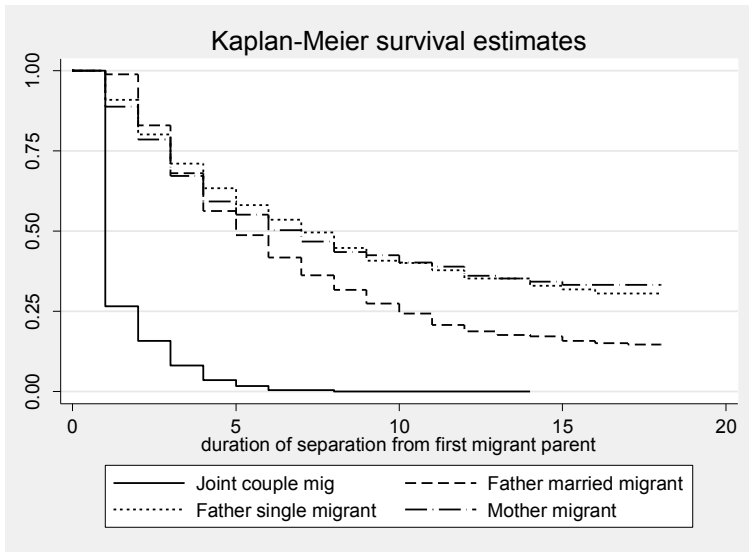 Kaplan-Meier survival estimates
1.00
0.75
0.50
0.25
0.00
0 5 10 15 20
duration of separation from first migrant parent
Joint couple mig Father married migrant
Father single migrant Mother migrant